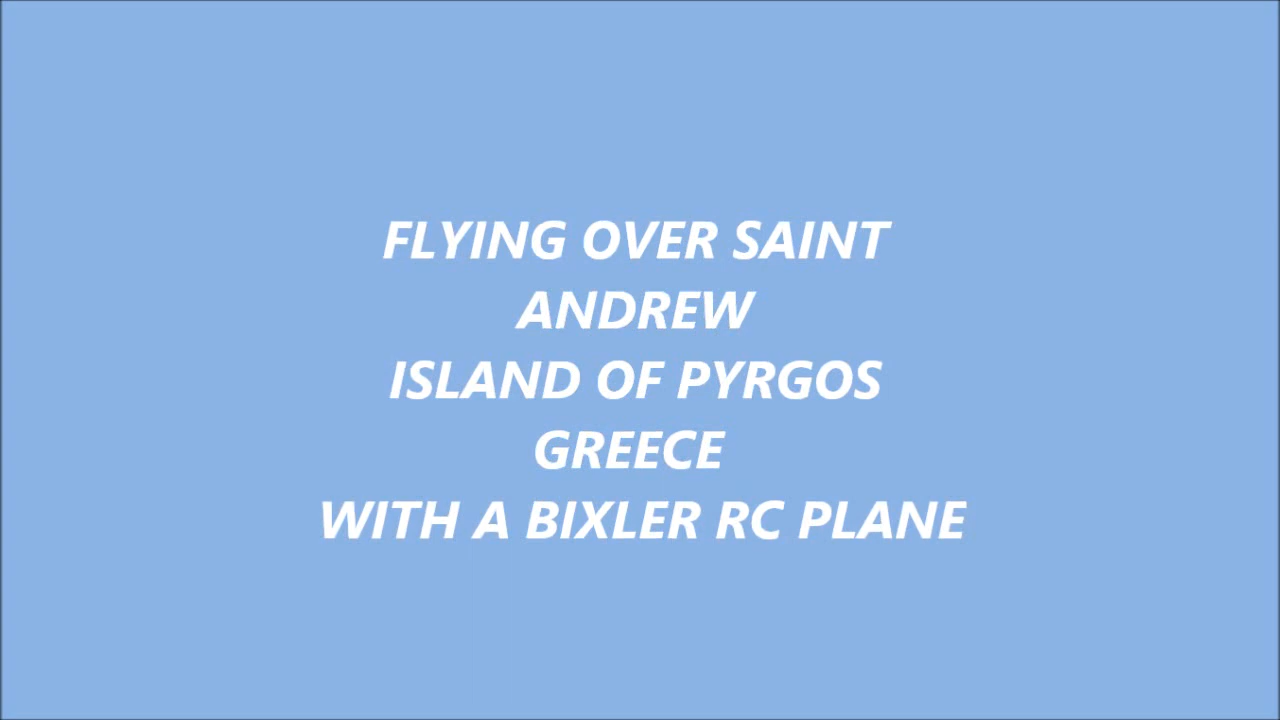 FLYING OVER SAINT
ANDREW
ISLAND OF PYRGOS
GREECE
WITH A BIXLER RC PLANE